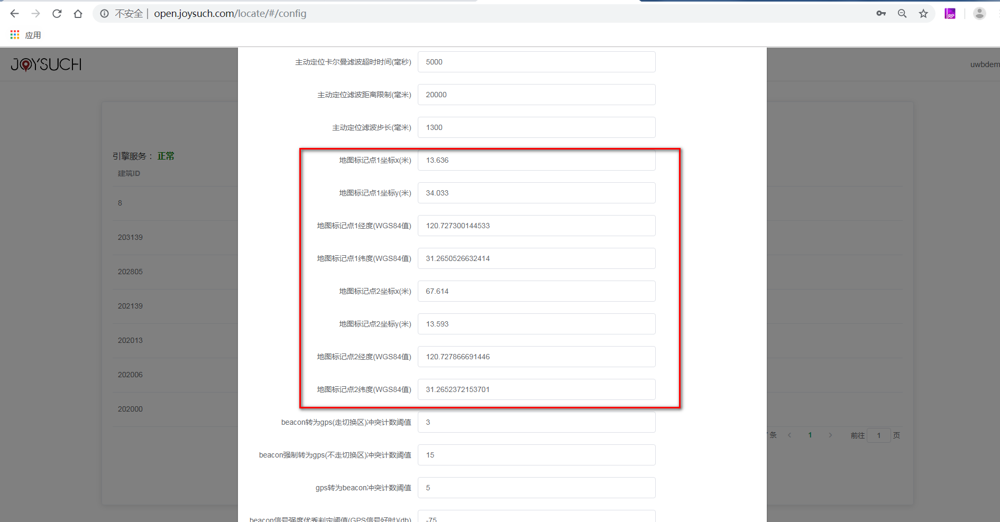 不安全 | open.joysuch.com/locate/#/config
RP
应用
JOYSUCH
uwbdem
引擎服务： 正常
建筑ID
8
203139
202805
202139
202013
202006
202000
主动定位卡尔曼滤波超时时间(毫秒) 5000
主动定位滤波距离限制(毫米) 20000
主动定位滤波步长(毫米) 1300
地图标记点1坐标x(米) 13.636
地图标记点1坐标y(米) 34.033
地图标记点1经度(WGS84值) 120.727300144533
地图标记点1纬度(WGS84值) 31.2650526632414
地图标记点2坐标x(米) 67.614
地图标记点2坐标y(米) 13.593
地图标记点2经度(WGS84值) 120.727866691446
地图标记点2纬度(WGS84值) 31.2652372153701
beacon转为gps(走切换区)冲突计数阈值 3
beacon强制转为gps(不走切换区)冲突计数阈值 15
gps转为beacon冲突计数阈值 5
beacon信号强度优秀判定阈值(GPS信号好时)(db) -75
条 1 前往 1 页